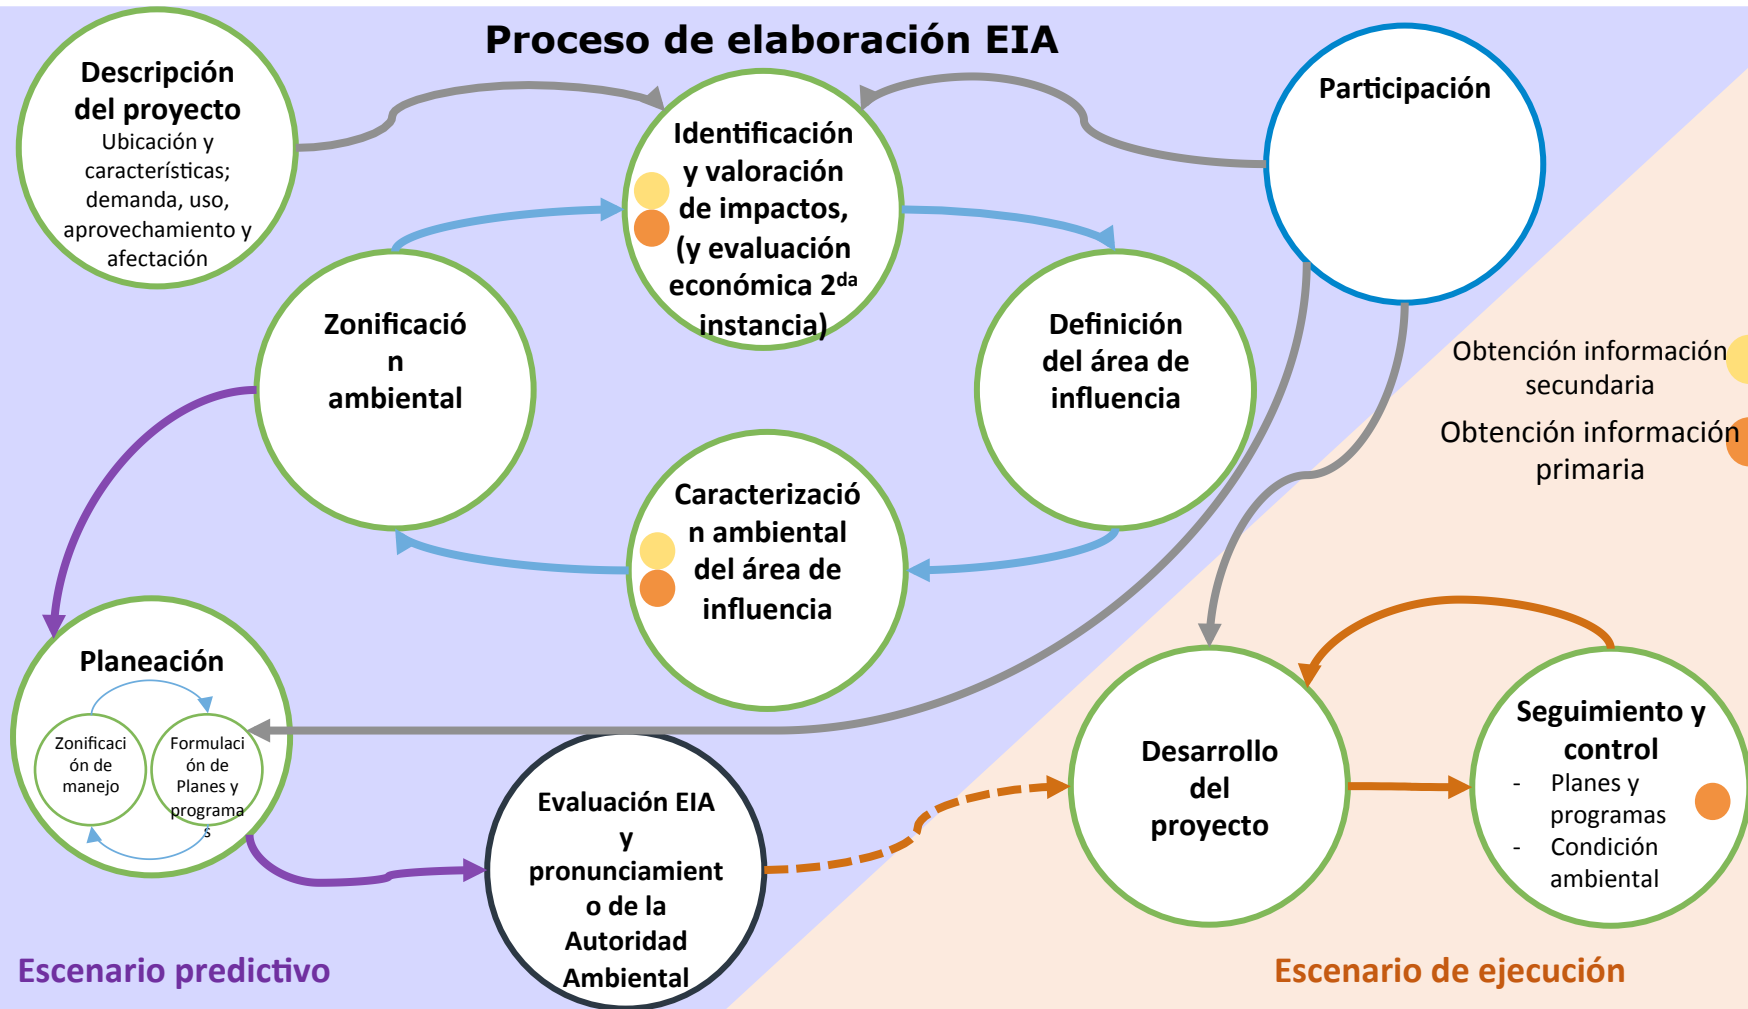 Proceso de elaboración EIA
Descripción
del proyecto
Ubicación y
características;
demanda, uso,
aprovechamiento y
afectación
Identificación
y valoración
de impactos,
(y evaluación
económica 2da
instancia)
Participación
Zonificació
n
ambiental
Definición
del área de
influencia
Obtención información
secundaria
Obtención información
primaria
Caracterizació
n ambiental
del área de
influencia
Planeación
Zonificaci
ón de
manejo
Formulaci
ón de
Planes y
programa
s
Evaluación EIA
y
pronunciamient
o de la
Autoridad
Ambiental
Desarrollo
del
proyecto
Seguimiento y
control
- Planes y
programas
- Condición
ambiental
Escenario predictivo
Escenario de ejecución